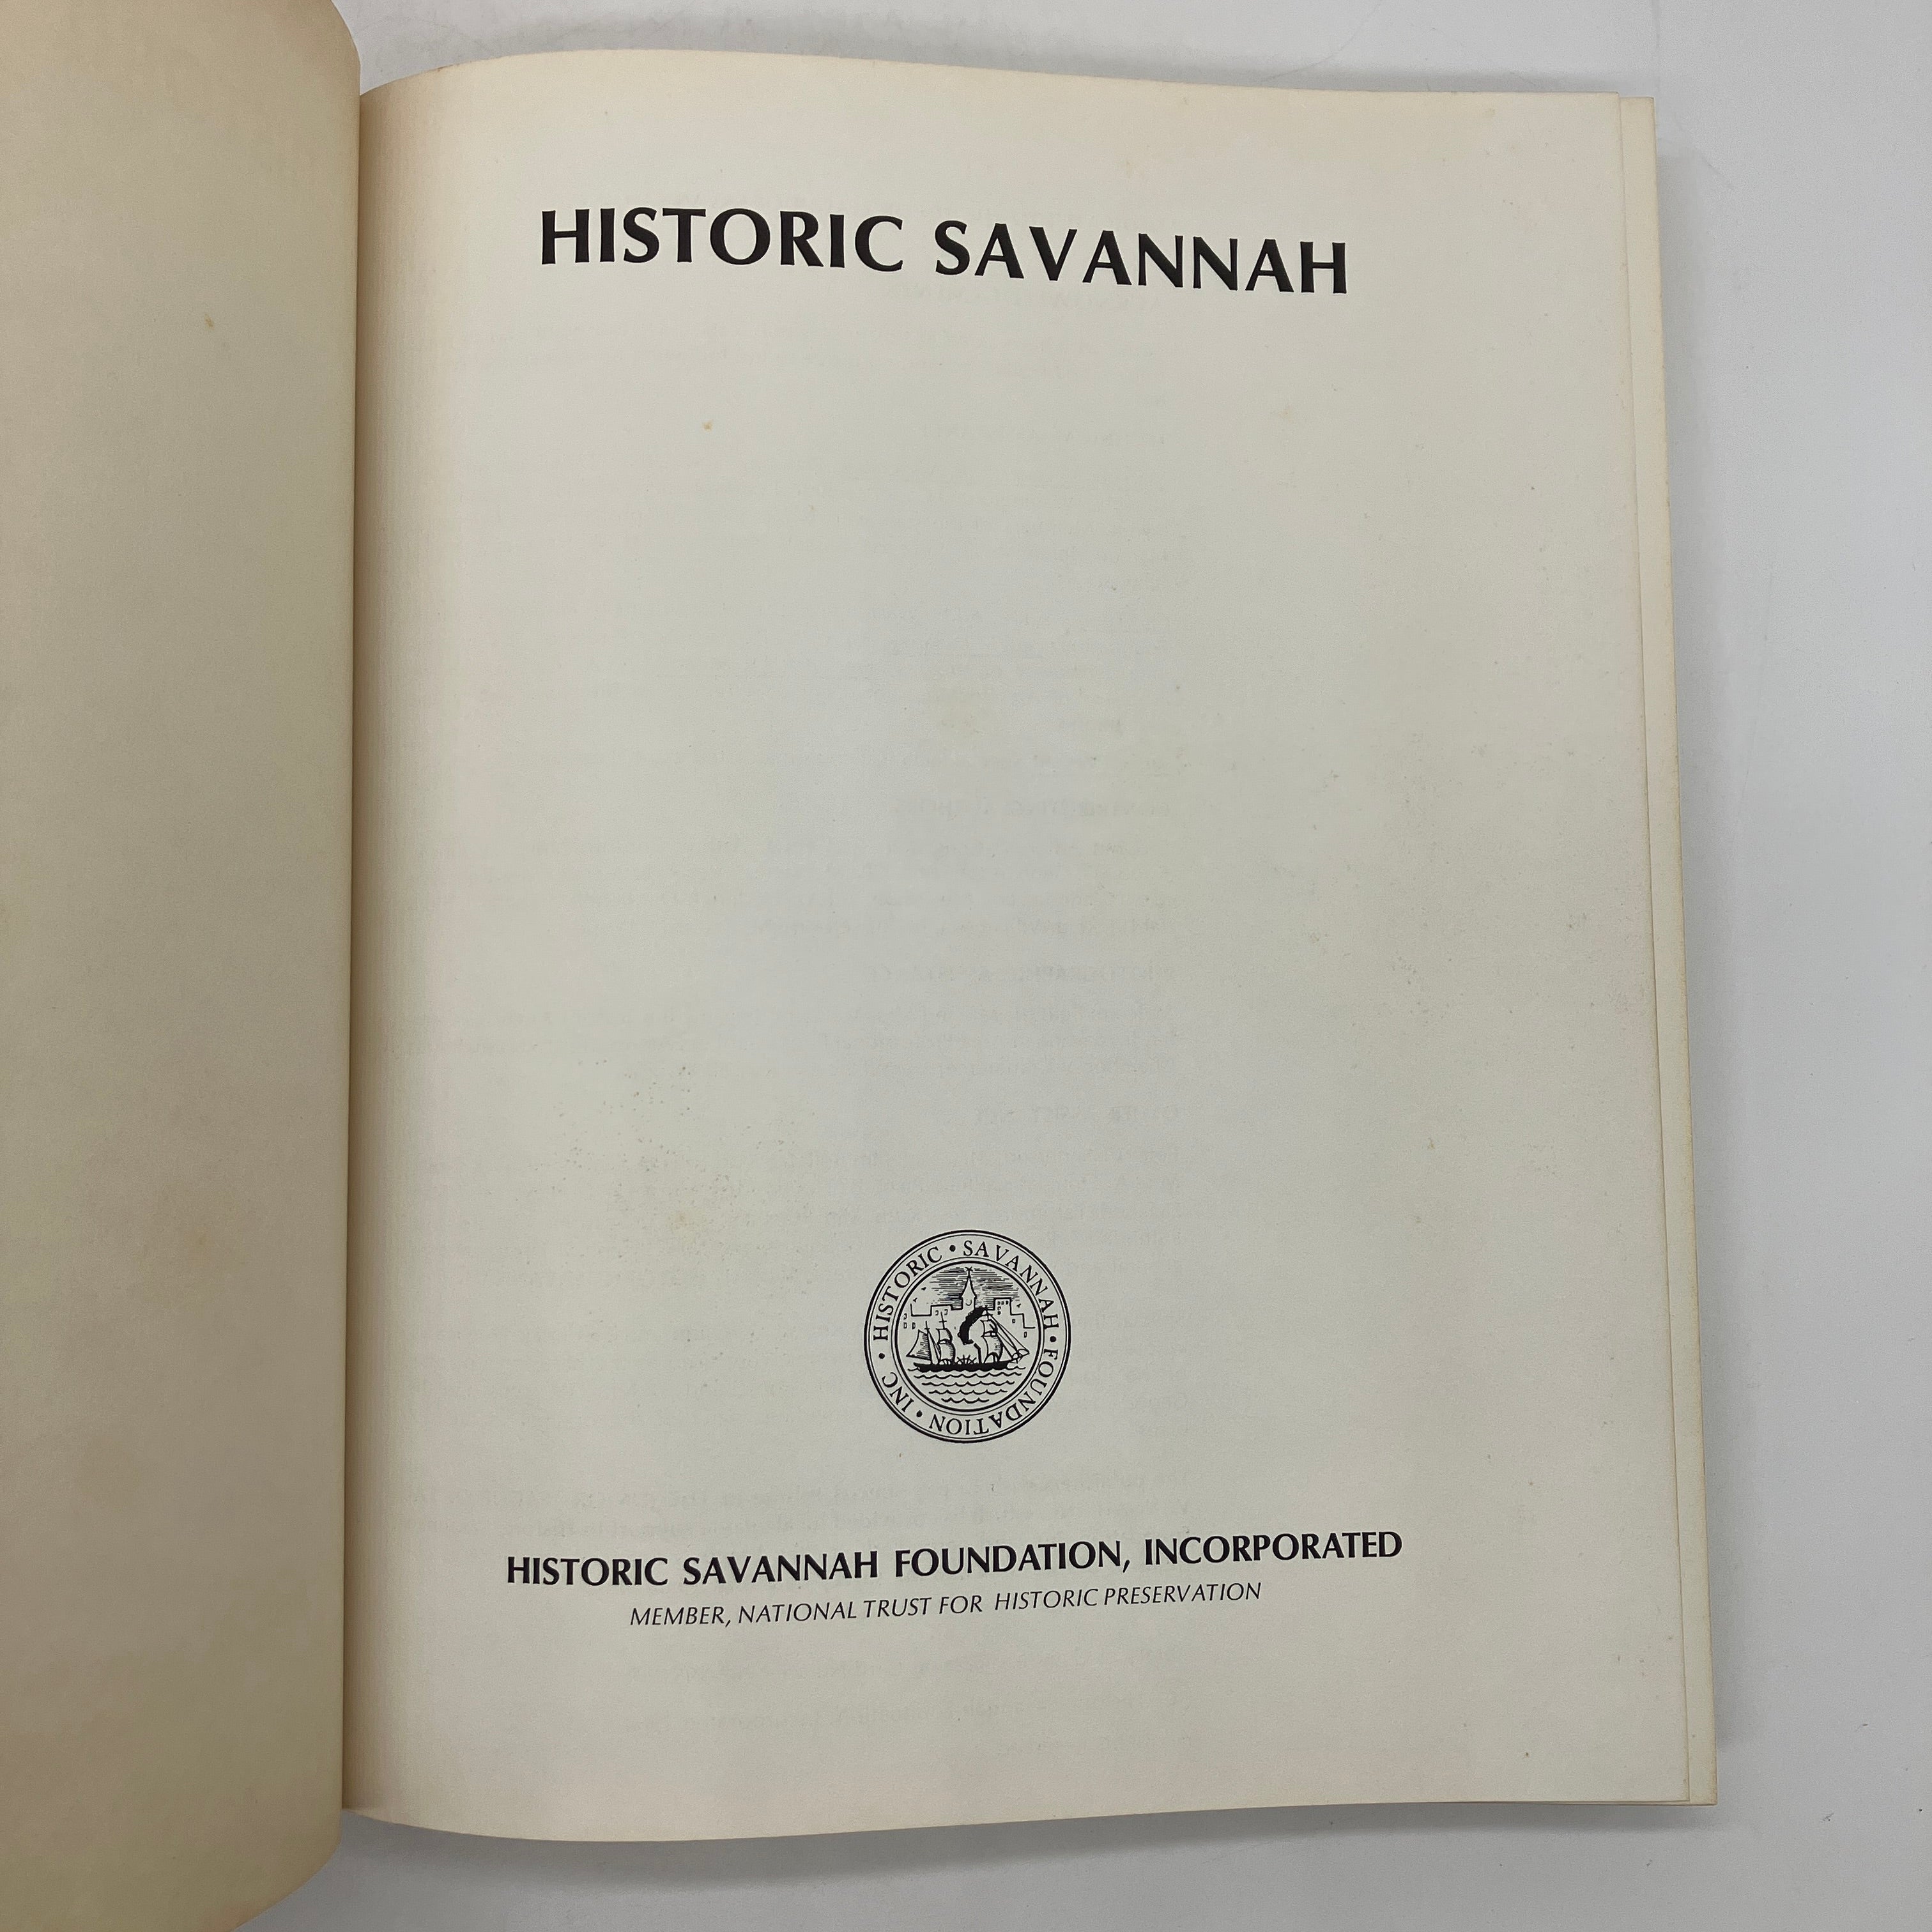 HISTORIC SAVANNAH
HISTORIC • SAVANNAH • FOUNDATION • INC •
HISTORIC SAVANNAH FOUNDATION, INCORPORATED
MEMBER, NATIONAL TRUST FOR HISTORIC PRESERVATION